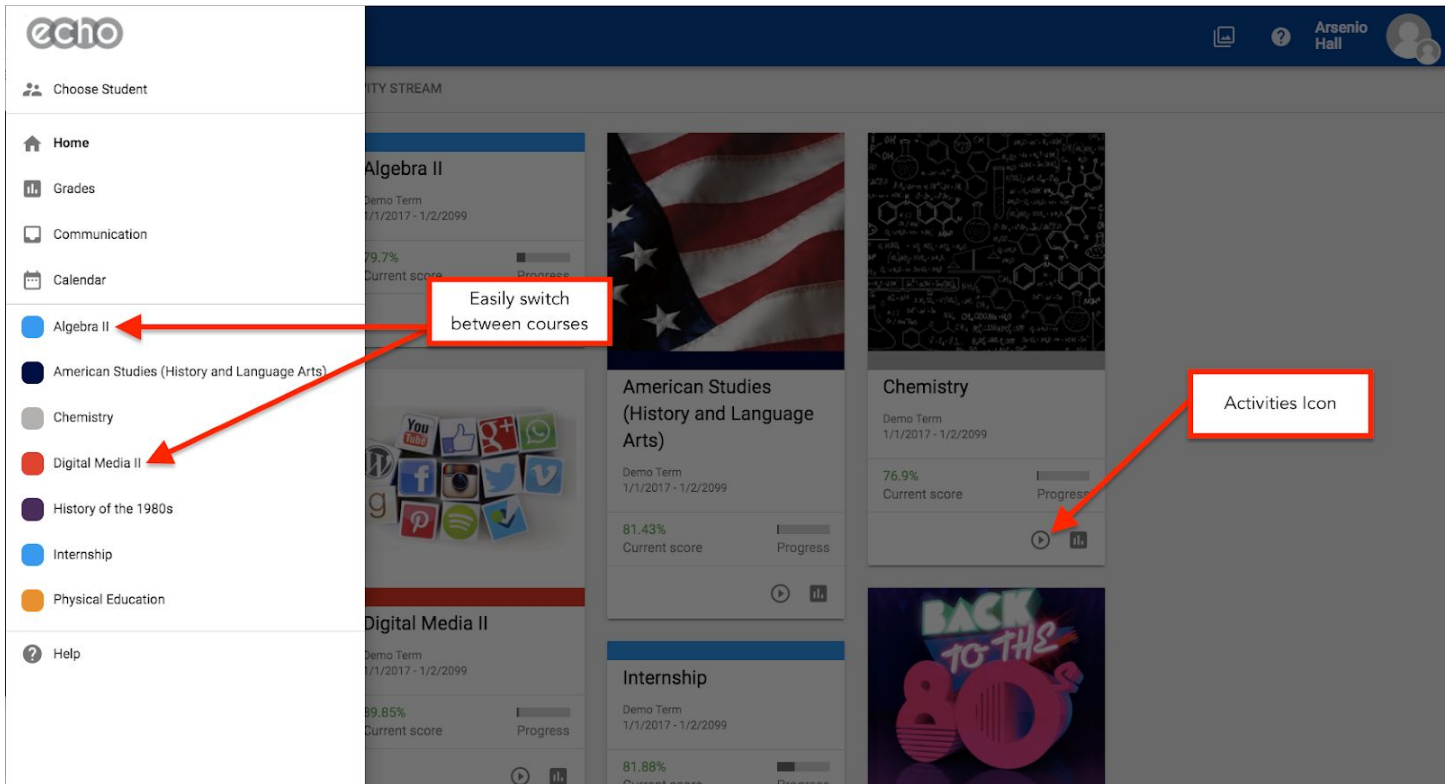 echo
Choose Student
Home
Grades
Communication
Calendar
Algebra II
American Studies (History and Language Arts)
Chemistry
Digital Media II
History of the 1980s
Internship
Physical Education
Help
Arsenio
Hall
ITY STREAM
Algebra II
Demo Term
1/1/2017 - 1/2/2099
79.7%
Current score
Progress
Easily switch
between courses
You
Tube
g+
g
Digital Media II
Demo Term
1/1/2017 - 1/2/2099
89.85%
Current score
Progress
American Studies
(History and Language
Arts)
Demo Term
1/1/2017 - 1/2/2099
81.43%
Current score
Progress
Internship
Demo Term
1/1/2017 - 1/2/2099
81.88%
Current score
Progress
Chemistry
Demo Term
1/1/2017 - 1/2/2099
76.9%
Current score
Progress
Activities Icon
BACK
TO THE
80s